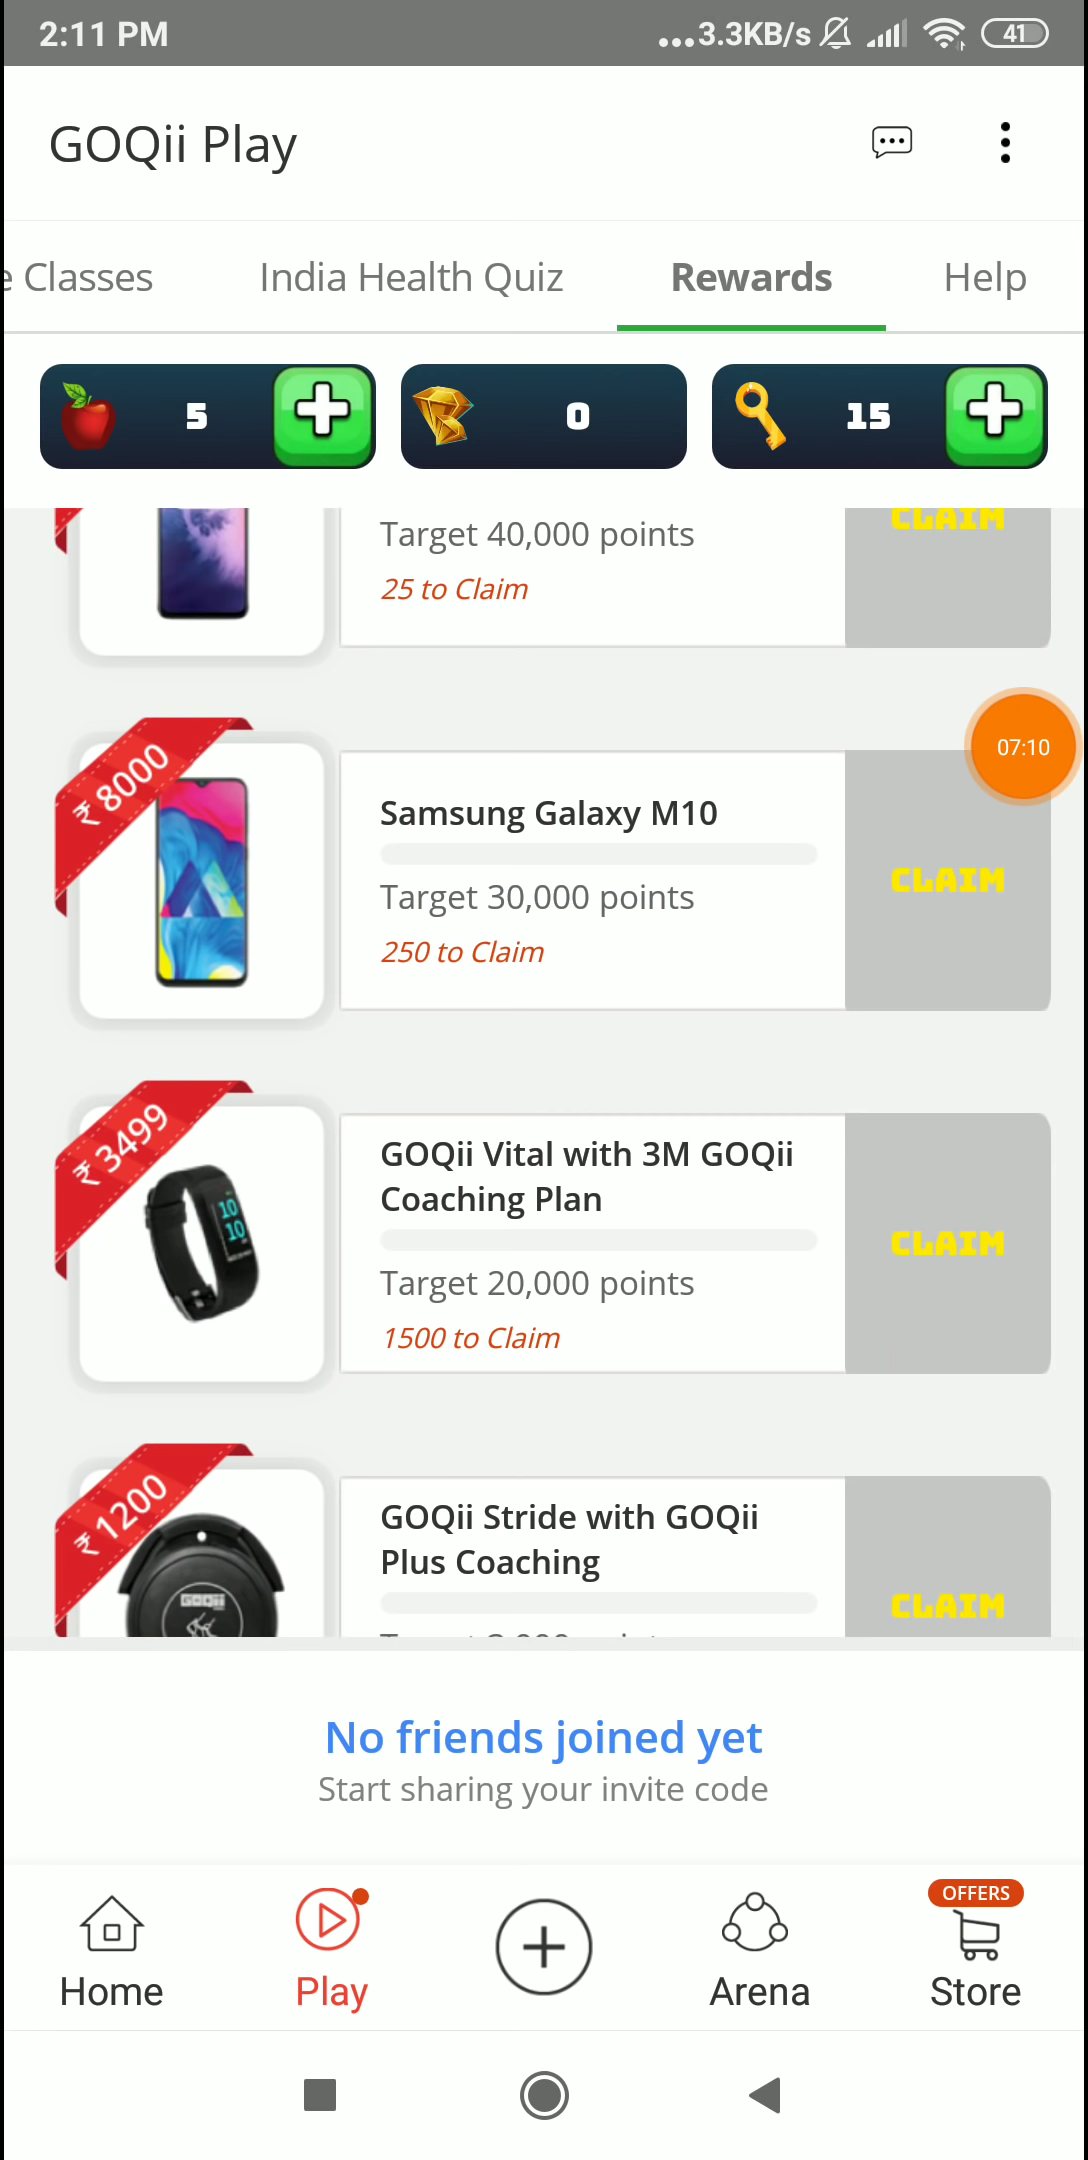 2:11 PM
...3.3KB/s
41
GOQii Play
e Classes
India Health Quiz
Rewards
Help
5
0
15
Target 40,000 points
CLAIM
25 to Claim
₹ 8000
07:10
Samsung Galaxy M10
Target 30,000 points
CLAIM
250 to Claim
₹ 3499
GOQii Vital with 3M GOQii
Coaching Plan
10
10
CLAIM
Target 20,000 points
1500 to Claim
₹ 1200
GOQii Stride with GOQii
Plus Coaching
GOQii
CLAIM
No friends joined yet
Start sharing your invite code
OFFERS
Home
Play
Arena
Store